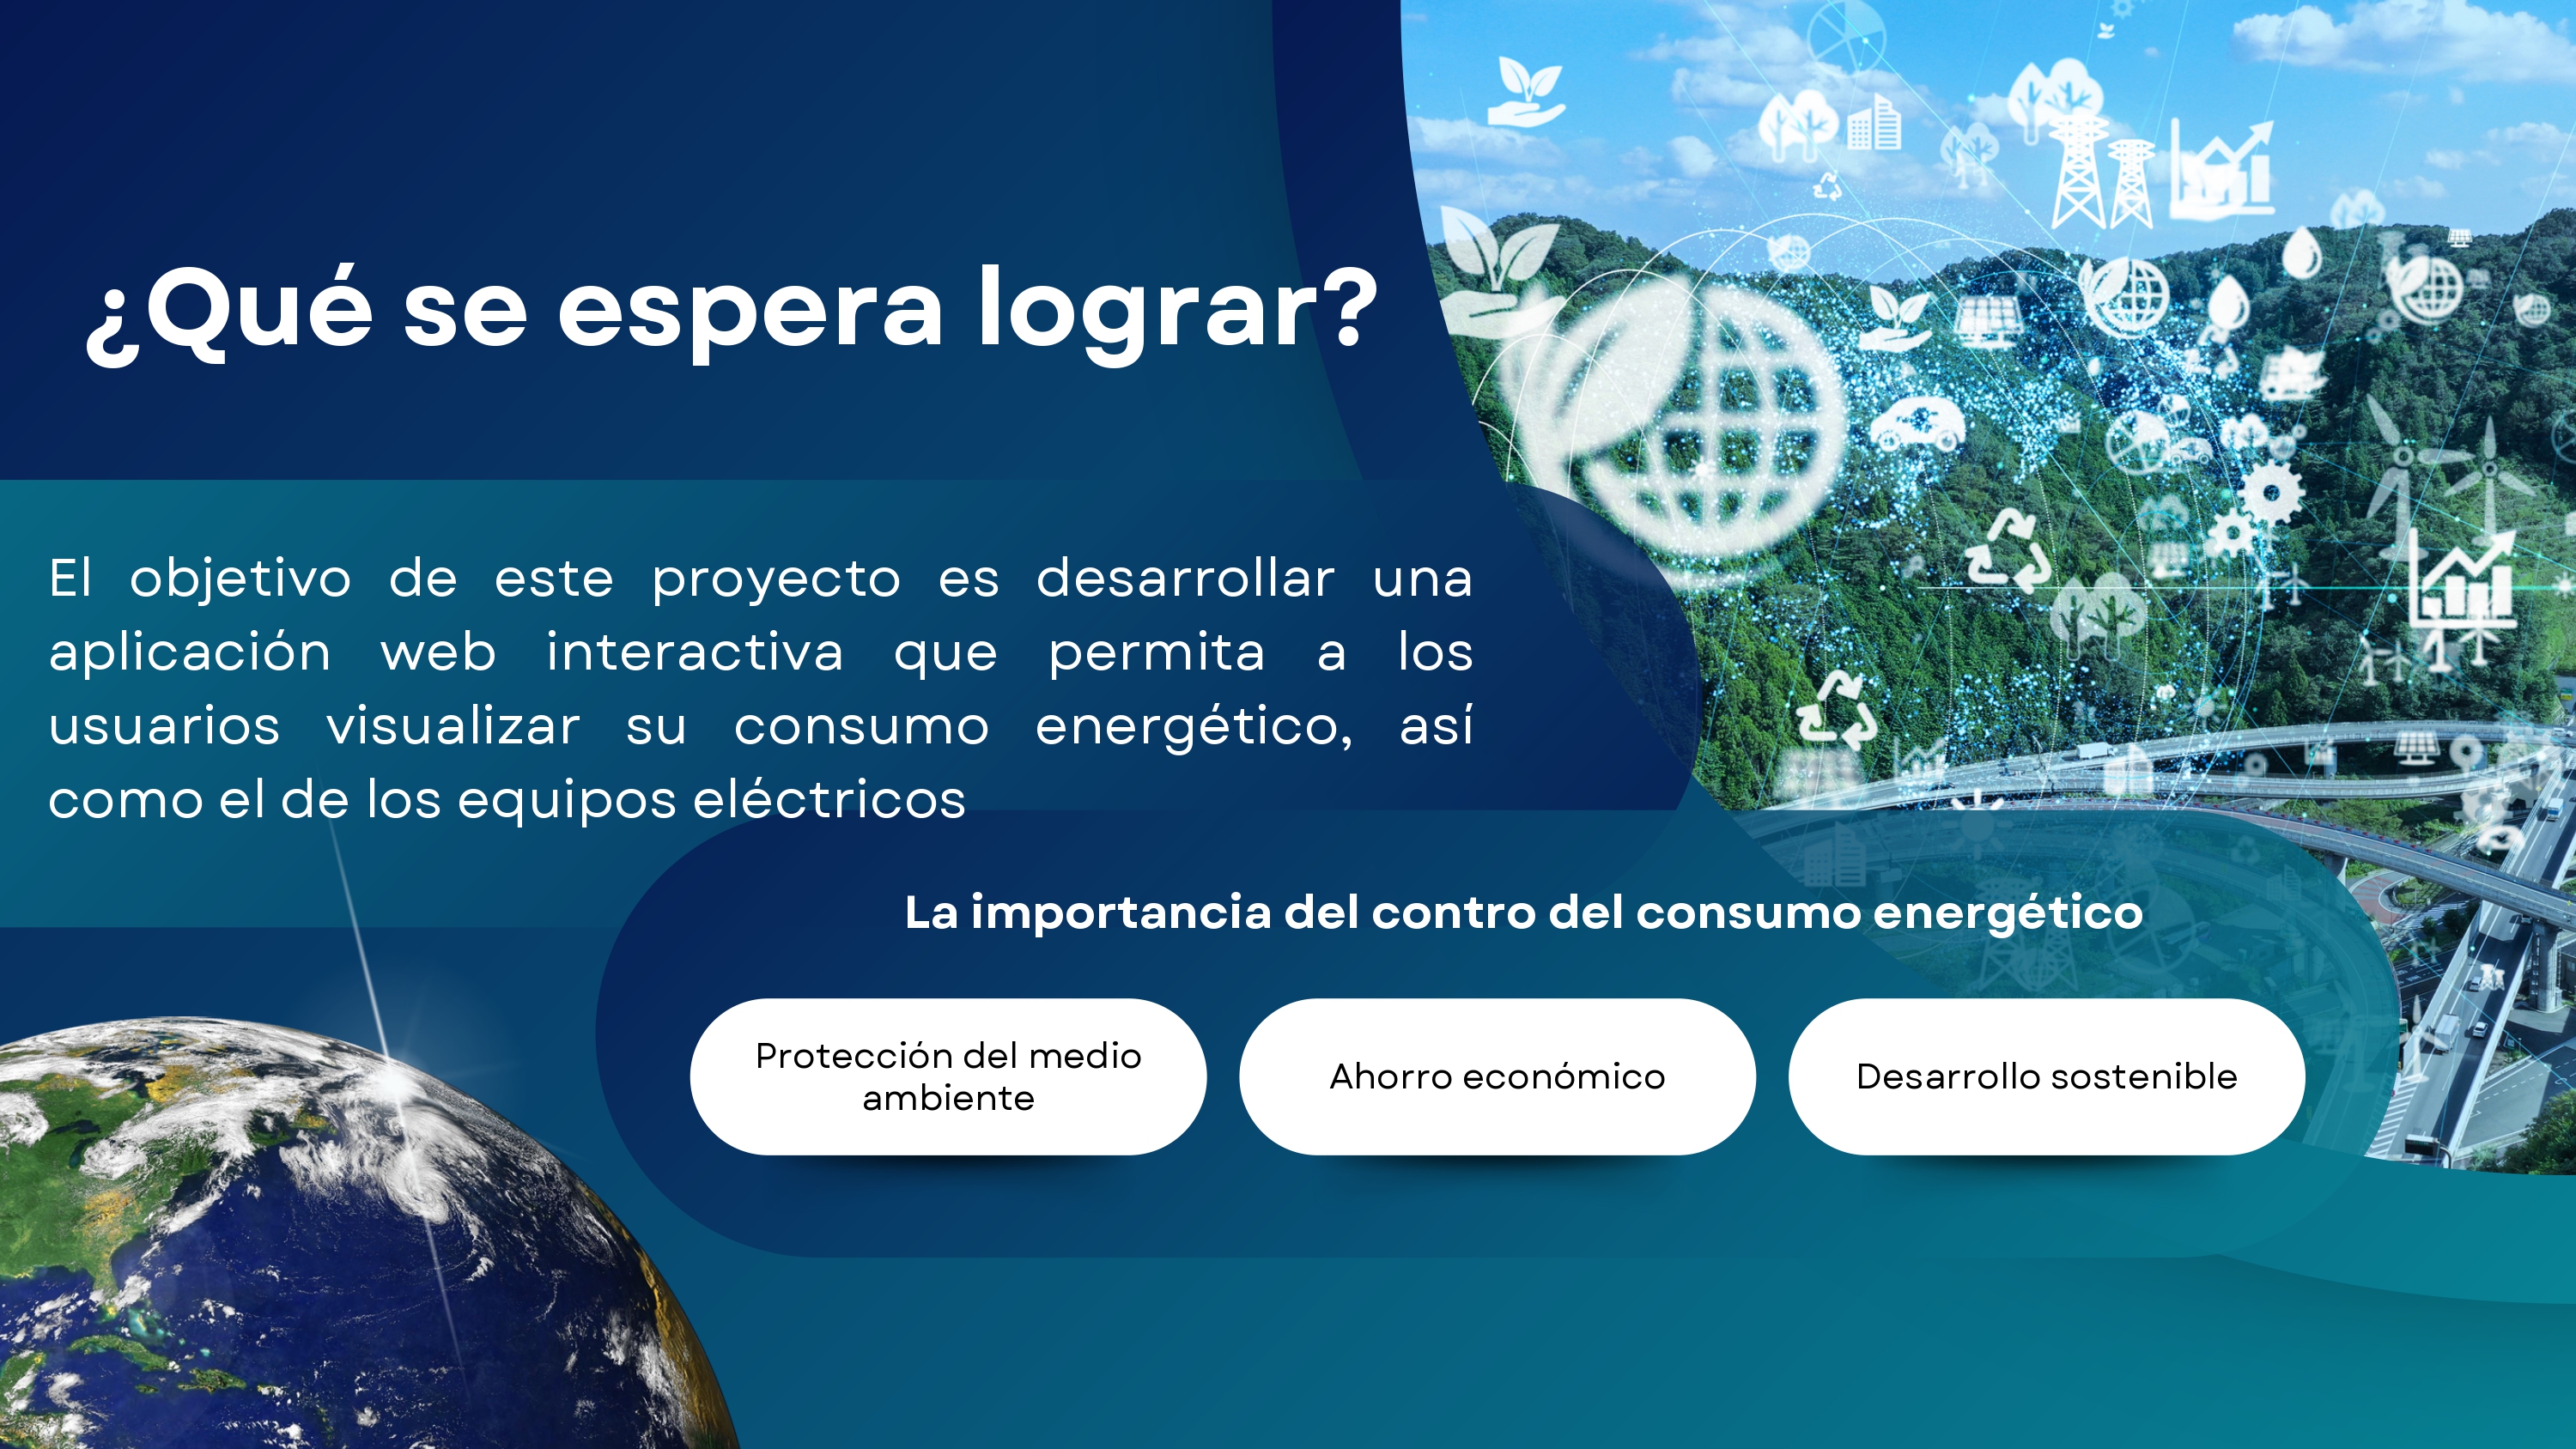 ¿Qué se espera lograr?
El objetivo de este proyecto es desarrollar una
aplicación web interactiva que permita a los
usuarios visualizar su consumo energético, así
como el de los equipos eléctricos
La importancia del contro del consumo energético
Protección del medio
ambiente
Ahorro económico
Desarrollo sostenible